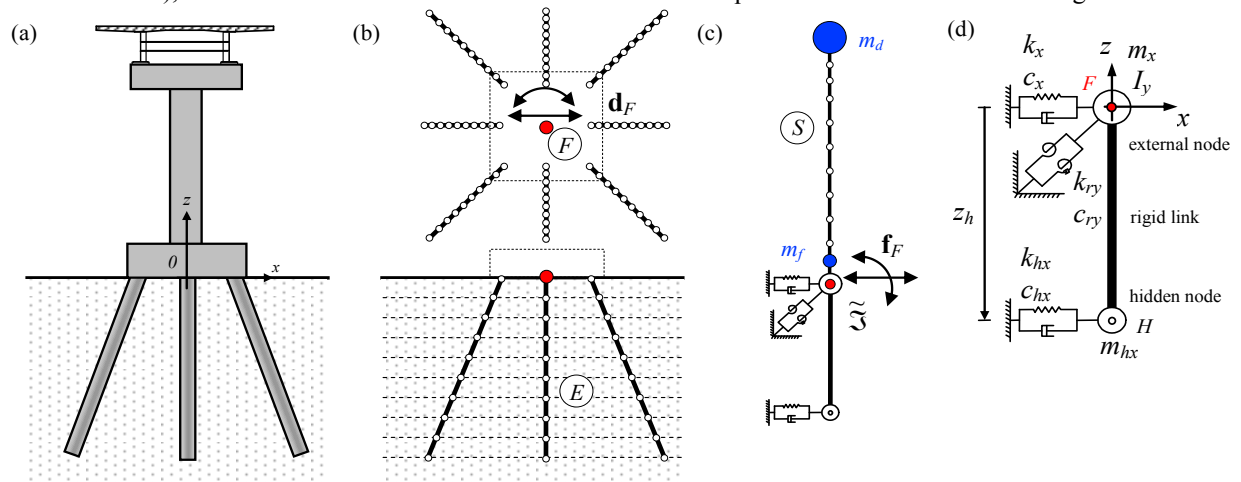 (a)
z
0
x
(b)
d_F
F
E
(c)
m_d
S
m_f
f_F
ℑ̃
(d)
k_x
c_x
z
m_x
F
I_y
x
external node
k_ry
z_h
c_ry
rigid link
k_hx
c_hx
hidden node
H
m_hx